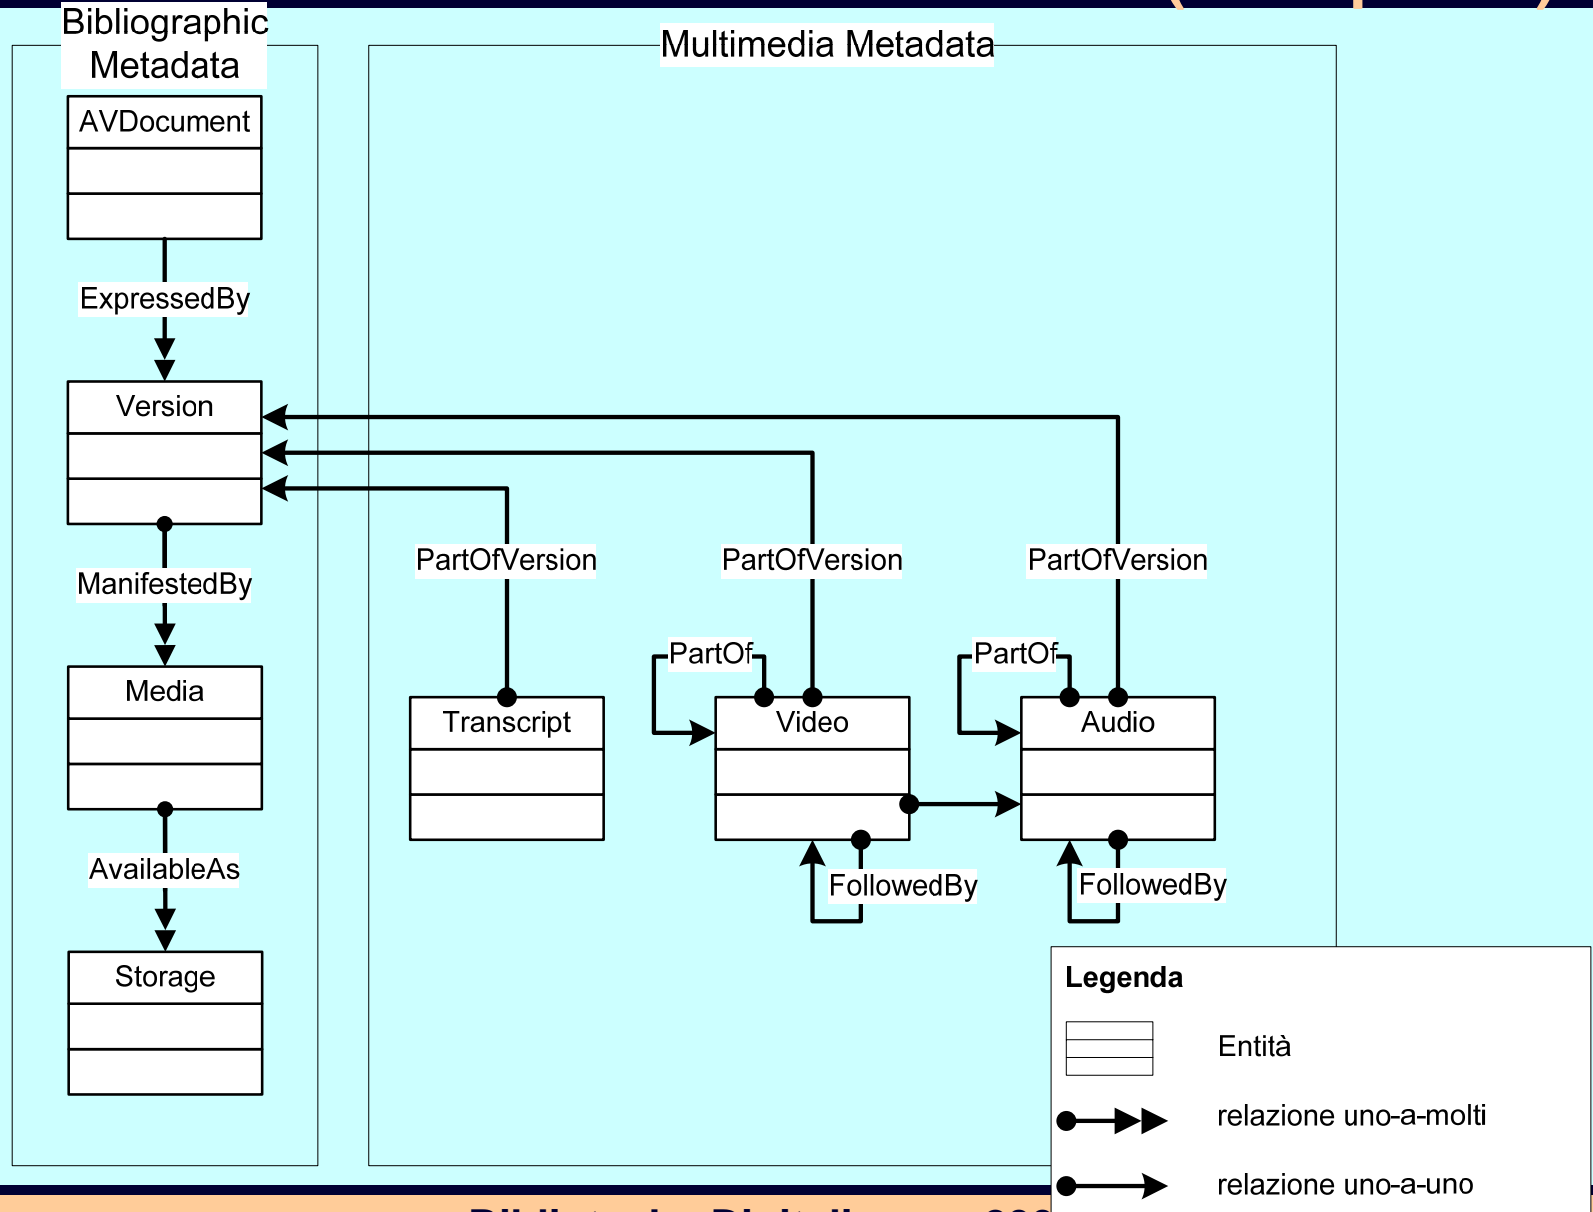 Bibliographic
Metadata
Multimedia Metadata
AVDocument
ExpressedBy
Version
ManifestedBy
PartOfVersion
PartOfVersion
PartOfVersion
PartOf
PartOf
Media
Transcript
Video
Audio
AvailableAs
FollowedBy
FollowedBy
Storage
Legenda
Entità
relazione uno-a-molti
relazione uno-a-uno